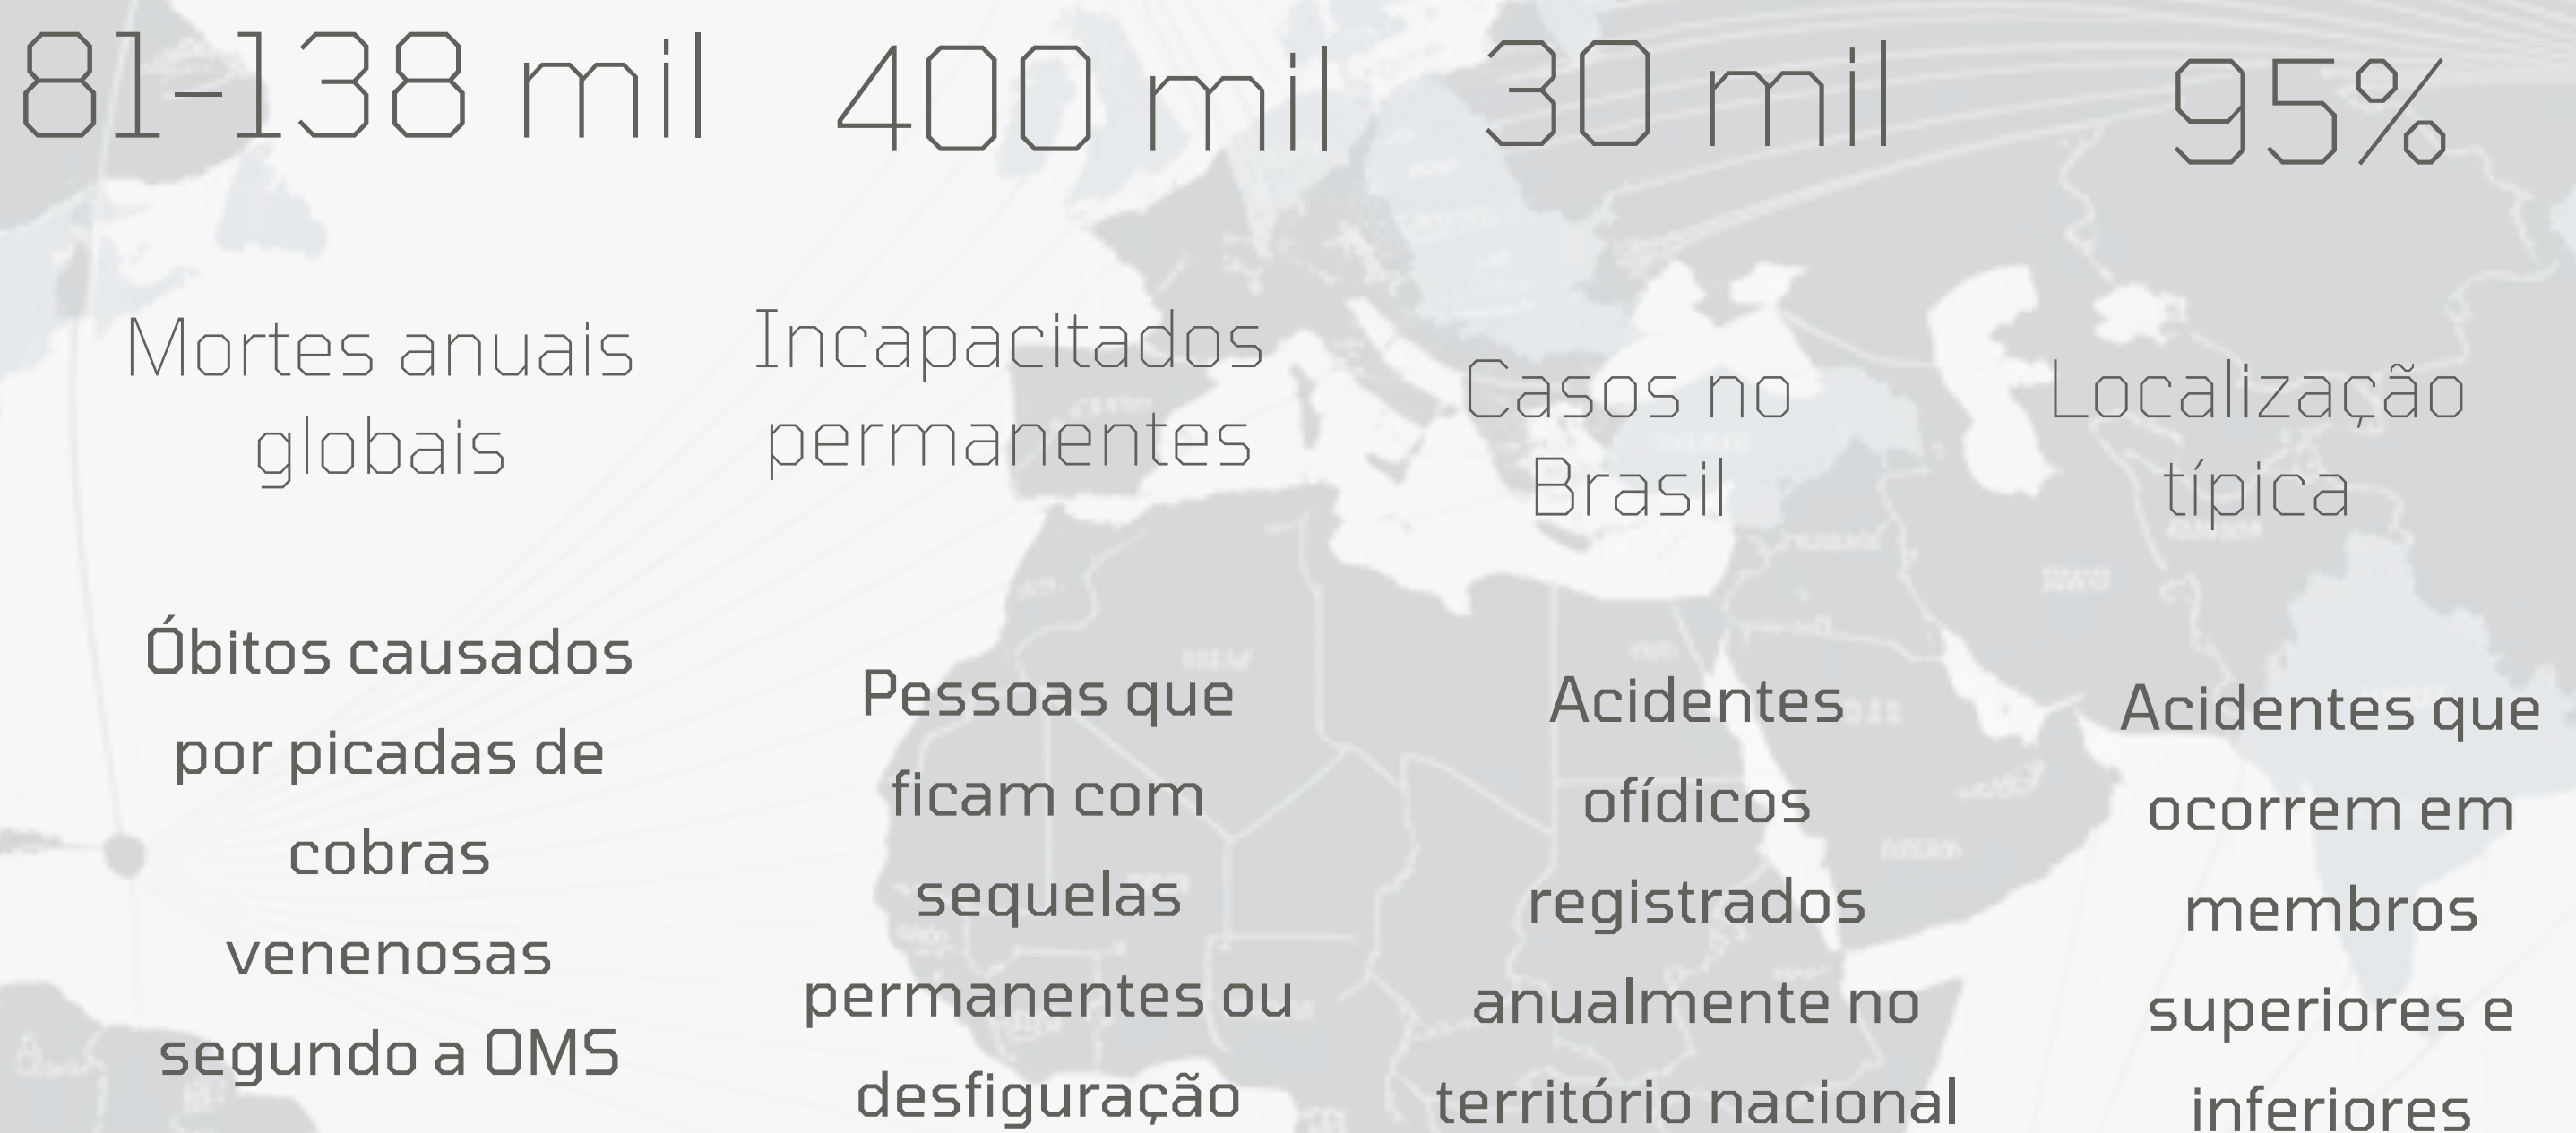 81-138 mil
Mortes anuais
globais
Óbitos causados
por picadas de
cobras
venenosas
segundo a OMS
400 mil
Incapacitados
permanentes
Pessoas que
ficam com
sequelas
permanentes ou
desfiguração
30 mil
Casos no
Brasil
Acidentes
ofídicos
registrados
anualmente no
território nacional
95%
Localização
típica
Acidentes que
ocorrem em
membros
superiores e
inferiores